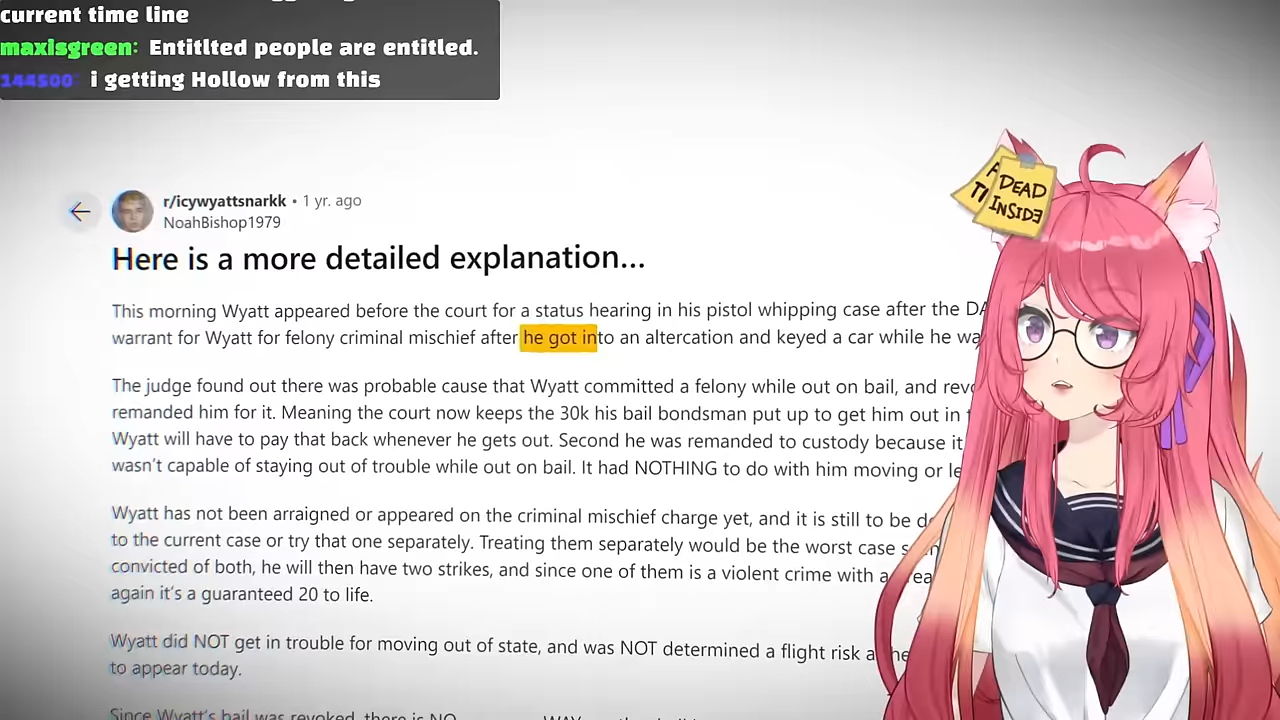 current time line
maxisgreen: Entitlted people are entitled.
144500: i getting Hollow from this
DEAD
INSIDE
r/icywyattsnarkk • 1 yr. ago
NoahBishop1979
Here is a more detailed explanation...
This morning Wyatt appeared before the court for a status hearing in his pistol whipping case after the DA
warrant for Wyatt for felony criminal mischief after he got into an altercation and keyed a car while he wa
The judge found out there was probable cause that Wyatt committed a felony while out on bail, and revo
remanded him for it. Meaning the court now keeps the 30k his bail bondsman put up to get him out in
Wyatt will have to pay that back whenever he gets out. Second he was remanded to custody because it
wasn't capable of staying out of trouble while out on bail. It had NOTHING to do with him moving or le
Wyatt has not been arraigned or appeared on the criminal mischief charge yet, and it is still to be d
to the current case or try that one separately. Treating them separately would be the worst case
convicted of both, he will then have two strikes, and since one of them is a violent crime with a
again it's a guaranteed 20 to life.
Wyatt did NOT get in trouble for moving out of state, and was NOT determined a flight risk a he
to appear today.
Since Wyatt's bail was revoked, there is NO WAY